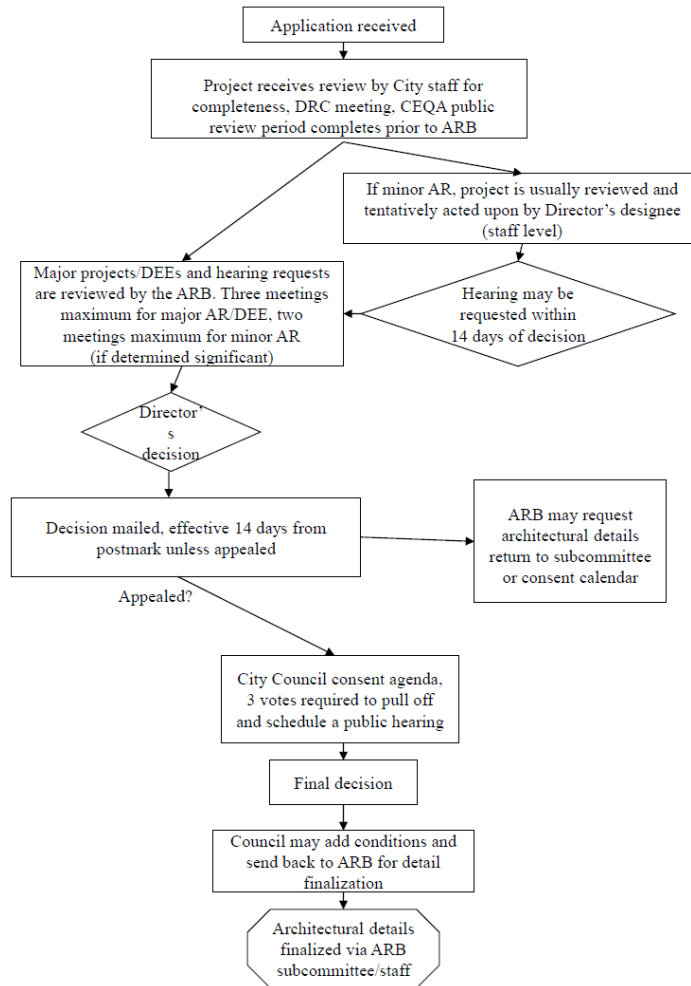 Application received
Project receives review by City staff for
completeness, DRC meeting, CEQA public
review period completes prior to ARB
If minor AR, project is usually reviewed and
tentatively acted upon by Director’s designee
(staff level)
Major projects/DEEs and hearing requests
are reviewed by the ARB. Three meetings
maximum for major AR/DEE, two
meetings maximum for minor AR
(if determined significant)
Hearing may be
requested within
14 days of decision
Director’
s
decision
Decision mailed, effective 14 days from
postmark unless appealed
ARB may request
architectural details
return to subcommittee
or consent calendar
Appealed?
City Council consent agenda,
3 votes required to pull off
and schedule a public hearing
Final decision
Council may add conditions and
send back to ARB for detail
finalization
Architectural details
finalized via ARB
subcommittee/staff